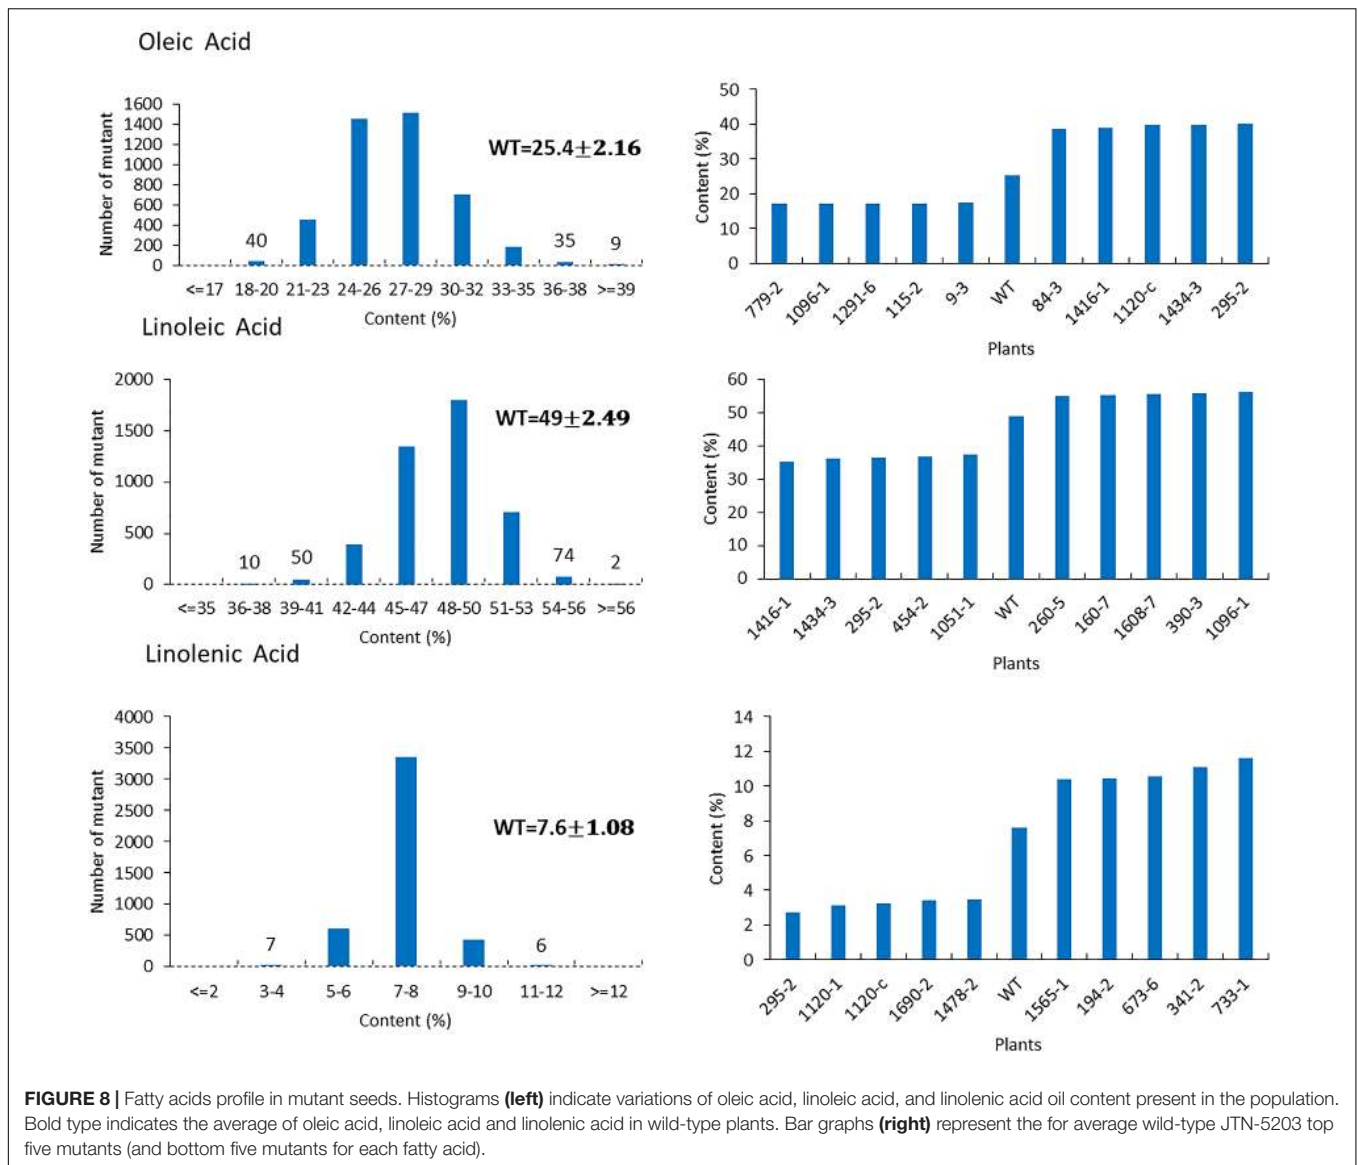 Oleic Acid
Number of mutant
1600
1400
1200
1000
800
600
400
200
0
WT=25.4±2.16
40
35
9
<=17 18-20 21-23 24-26 27-29 30-32 33-35 36-38 >=39
Content (%)
Content (%)
50
40
30
20
10
0
779-2 1096-1 1291-6 115-2 9-3 WT 84-3 1416-1 1120-c 1434-3 295-2
Plants
Linoleic Acid
Number of mutant
2000
1500
1000
500
0
WT=49±2.49
10
50
74
2
<=35 36-38 39-41 42-44 45-47 48-50 51-53 54-56 >=56
Content (%)
Content (%)
60
50
40
30
20
10
0
1416-1 1434-3 295-2 454-2 1051-1 WT 260-5 160-7 1608-7 390-3 1096-1
Plants
Linolenic Acid
Number of mutant
4000
3500
3000
2500
2000
1500
1000
500
0
WT=7.6±1.08
7
6
<=2 3-4 5-6 7-8 9-10 11-12 >=12
Content (%)
Content (%)
14
12
10
8
6
4
2
0
295-2 1120-1 1120-c 1690-2 1478-2 WT 1565-1 194-2 673-6 341-2 733-1
Plants
FIGURE 8 | Fatty acids profile in mutant seeds. Histograms (left) indicate variations of oleic acid, linoleic acid, and linolenic acid oil content present in the population.
Bold type indicates the average of oleic acid, linoleic acid and linolenic acid in wild-type plants. Bar graphs (right) represent the for average wild-type JTN-5203 top
five mutants (and bottom five mutants for each fatty acid).